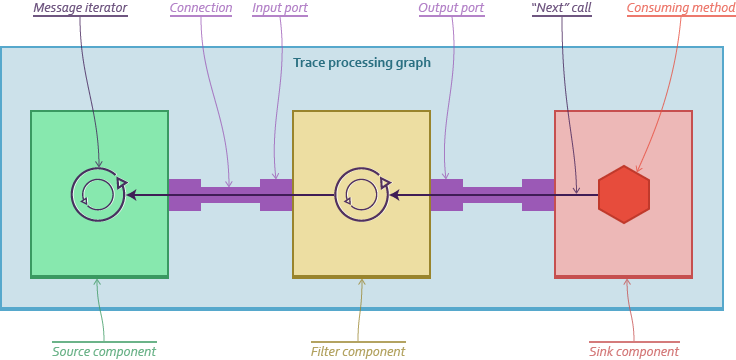 Message iterator
Connection
Input port
Output port
“Next” call
Consuming method
Trace processing graph
Source component
Filter component
Sink component